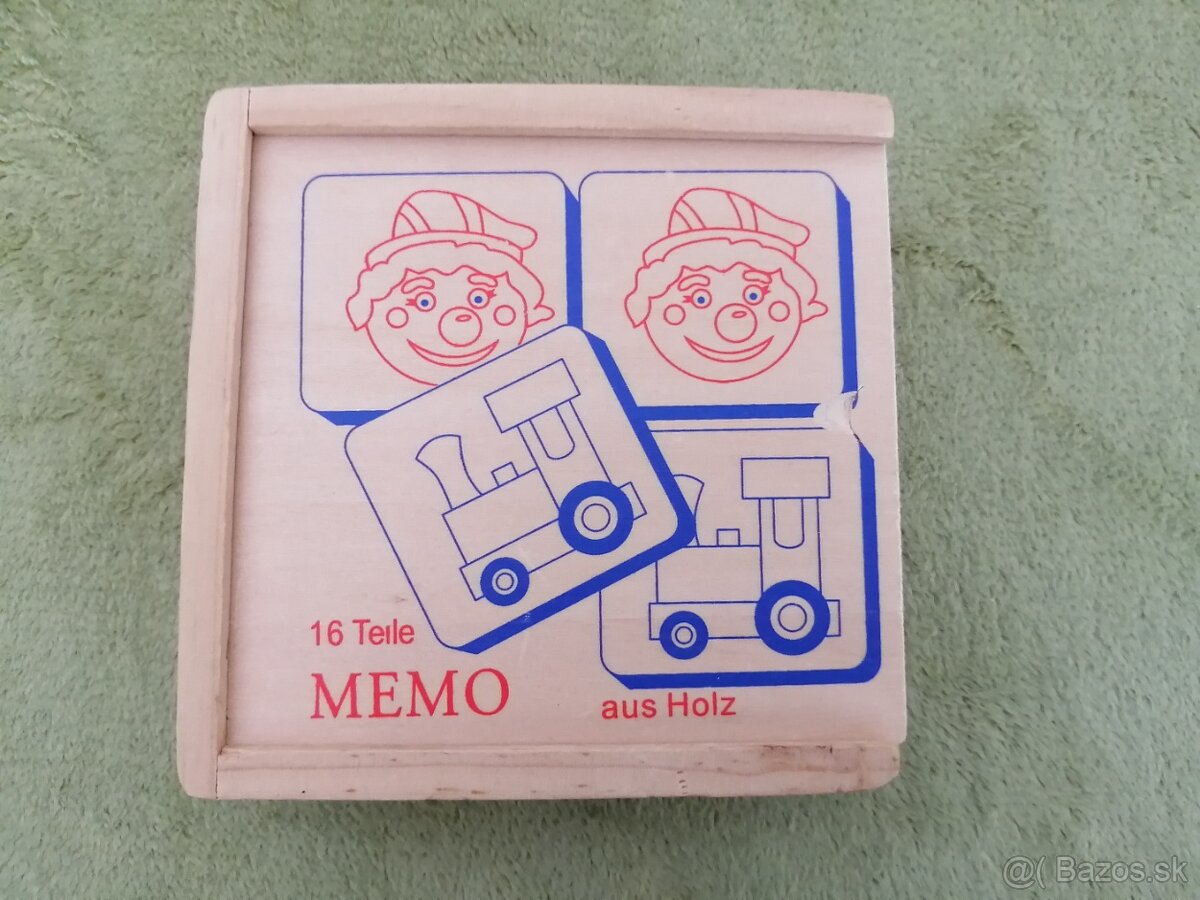 16 Teile
MEMO
aus Holz
@( Bazos.sk